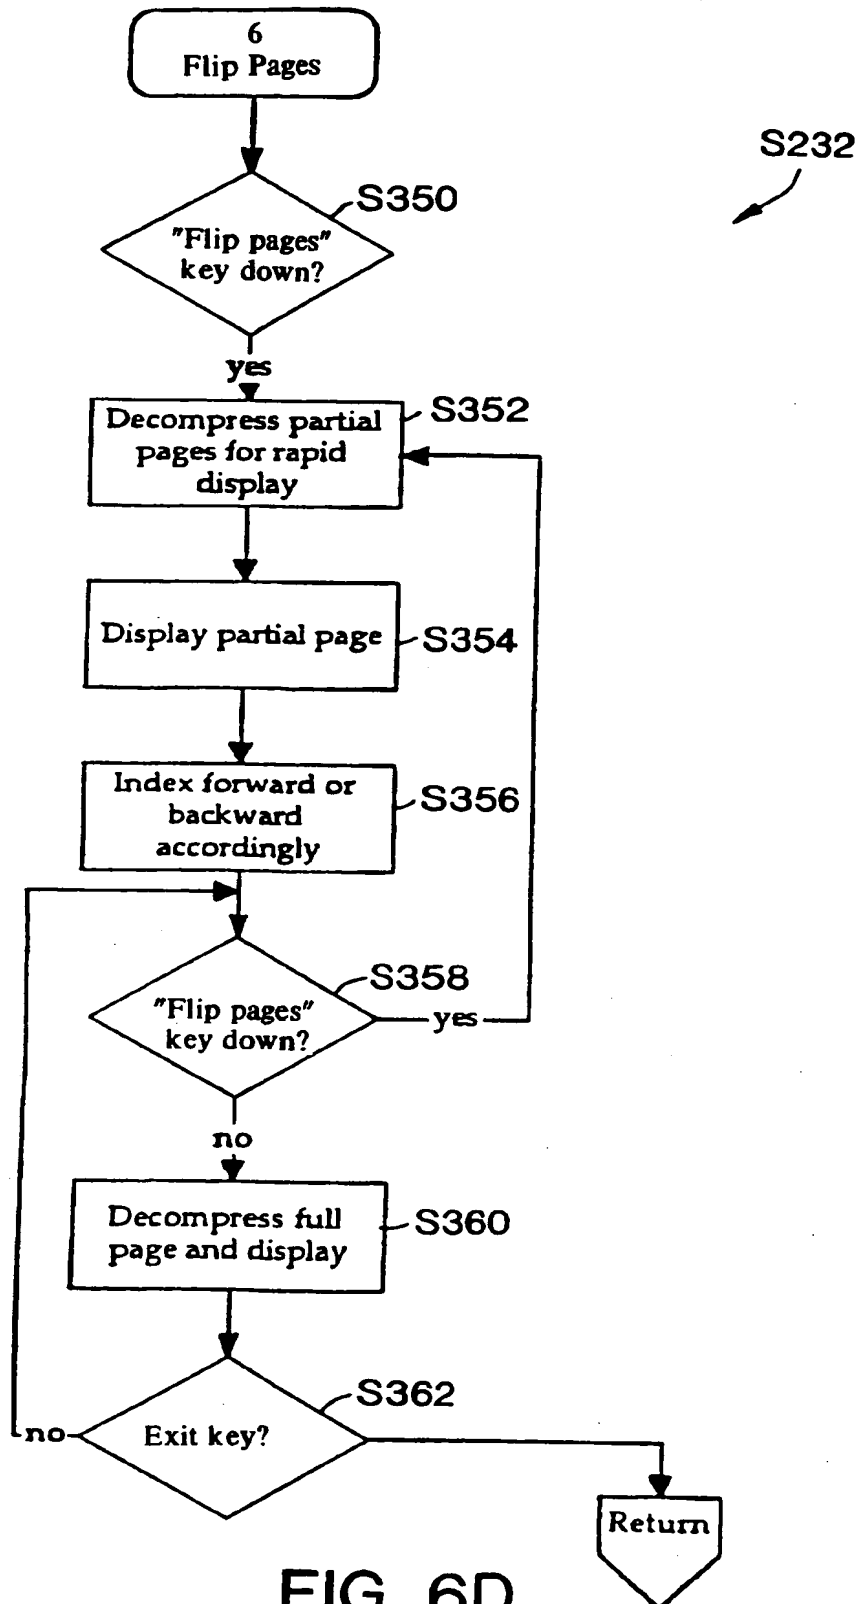 6
Flip Pages
S232
S350
"Flip pages"
key down?
yes
S352
Decompress partial
pages for rapid
display
Display partial page
S354
Index forward or
backward
accordingly
S356
S358
"Flip pages"
key down?
yes
no
Decompress full
page and display
S360
S362
Exit key?
no
Return
FIG. 6D